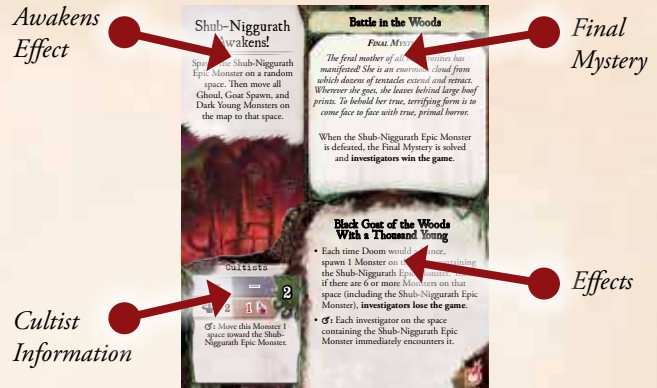 Awakens
Effect
Final
Mystery
Cultist
Information
Effects
Shub-Niggurath
Awakens!
the Shub-Niggurath
Epic Monster on a random
space. Then move all
Ghoul, Goat Spawn, and
Dark Young Monsters on
the map to that space.
Battle in the Woods
FINAL
The feral mother of all has
manifested! She is an enormous cloud from
which dozens of tentacles extend and retract.
Wherever she goes, she leaves behind large hoof
prints. To behold her true, terrifying form is to
come face to face with true, primal horror.
When the Shub-Niggurath Epic Monster
is defeated, the Final Mystery is solved
and investigators win the game.
Black Goat of the Woods
With a Thousand Young
• Each time Doom would
spawn 1 Monster on
the Shub-Niggurath Epic Monster.
if there are 6 or more Monsters on that
space (including the Shub-Niggurath Epic
Monster), investigators lose the game.
• : Each investigator on the space
containing the Shub-Niggurath Epic
Monster immediately encounters it.
Cultists
–
2
2
1
: Move this Monster 1
space toward the Shub-
Niggurath Epic Monster.